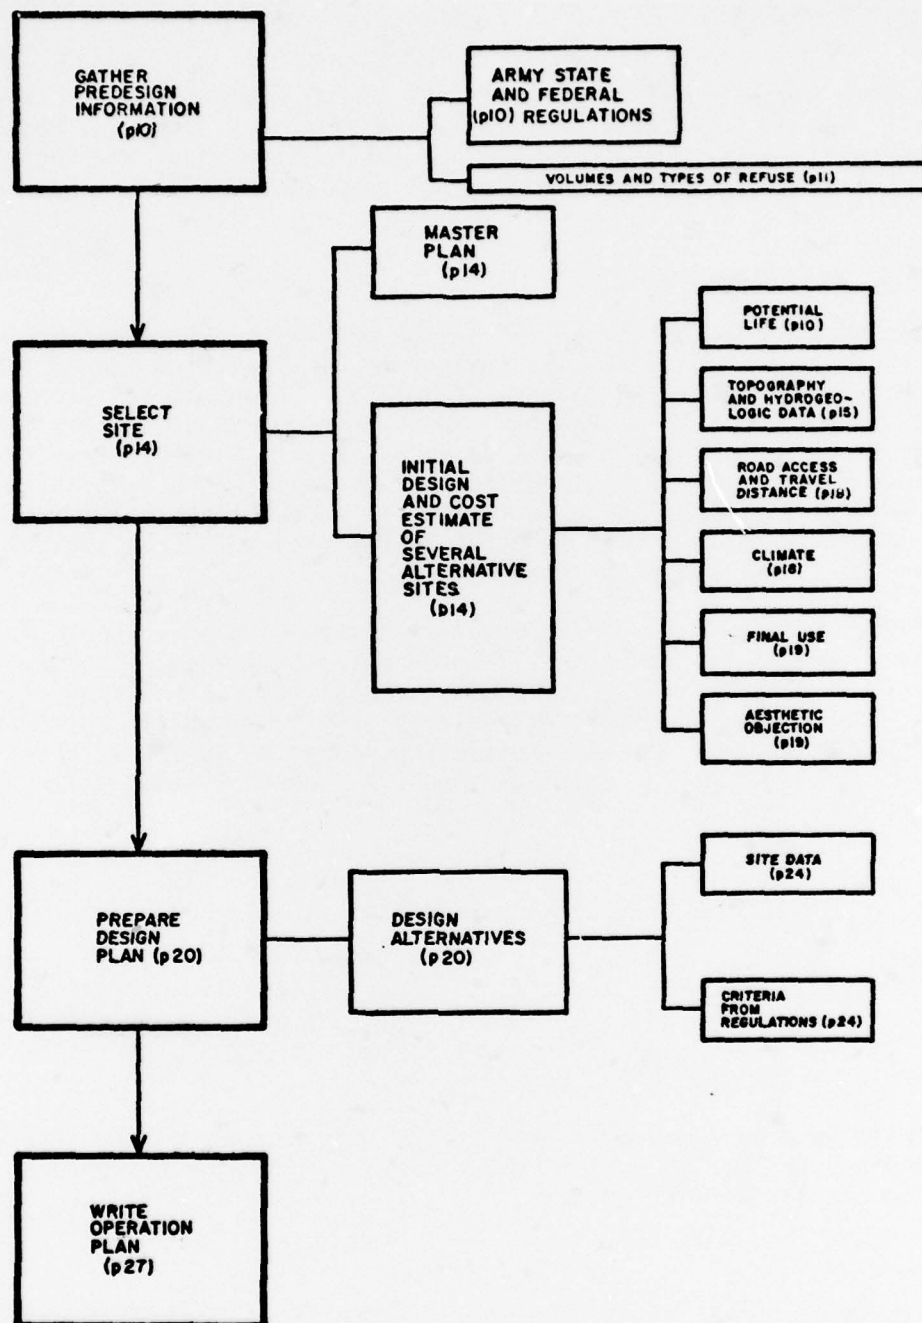 GATHER
PREDESIGN
INFORMATION
(p10)
ARMY STATE
AND FEDERAL
(p10) REGULATIONS
VOLUMES AND TYPES OF REFUSE (p11)
MASTER
PLAN
(p14)
SELECT
SITE
(p14)
INITIAL
DESIGN
AND COST
ESTIMATE
OF
SEVERAL
ALTERNATIVE
SITES
(p14)
POTENTIAL
LIFE (p10)
TOPOGRAPHY
AND HYDROGEO-
LOGIC DATA (p15)
ROAD ACCESS
AND TRAVEL
DISTANCE (p18)
CLIMATE
(p18)
FINAL USE
(p19)
AESTHETIC
OBJECTION
(p19)
PREPARE
DESIGN
PLAN (p20)
DESIGN
ALTERNATIVES
(p20)
SITE DATA
(p24)
CRITERIA
FROM
REGULATIONS (p24)
WRITE
OPERATION
PLAN
(p27)